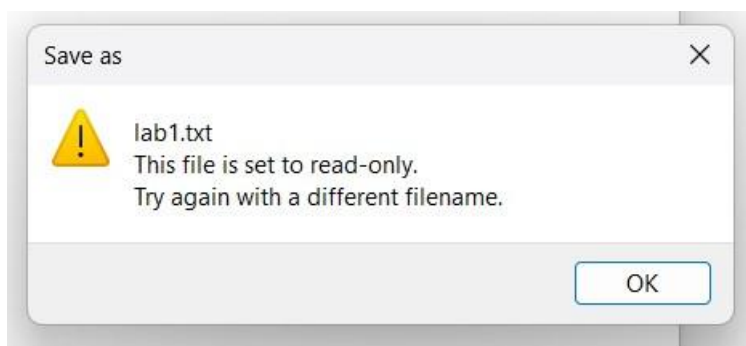 Save as
lab1.txt
This file is set to read-only.
Try again with a different filename.
OK